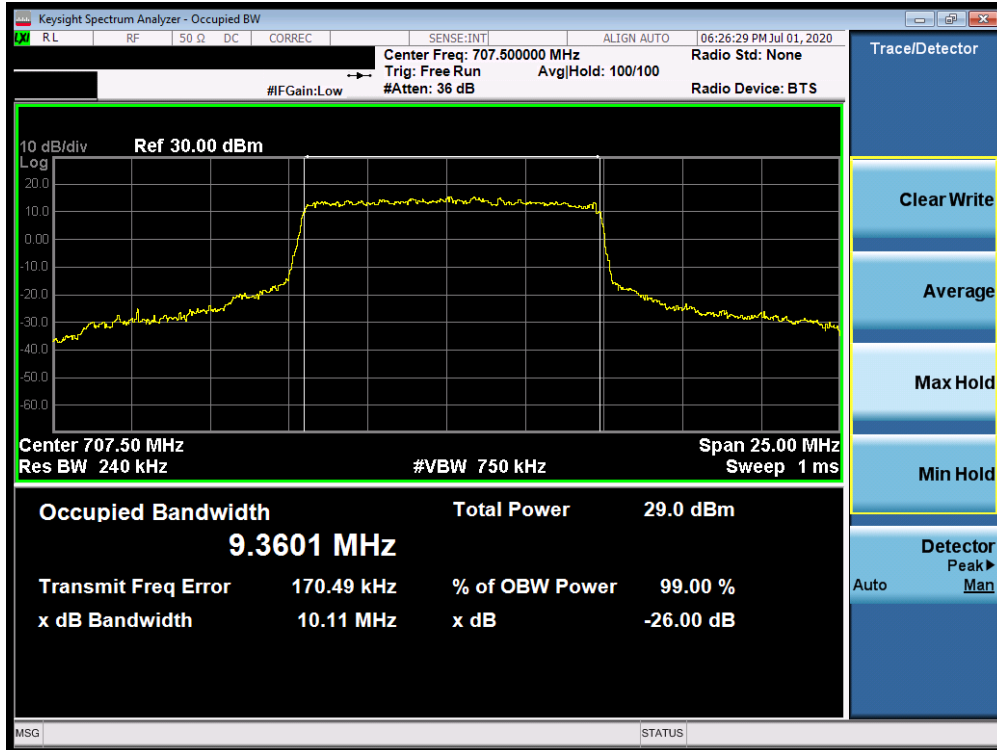 Keysight Spectrum Analyzer - Occupied BW
LXI RL RF 50 Ω DC CORREC SENSE:INT ALIGN AUTO 06:26:29 PM Jul 01, 2020
Center Freq: 707.500000 MHz Radio Std: None
Trig: Free Run Avg|Hold: 100/100
#IFGain:Low #Atten: 36 dB Radio Device: BTS
10 dB/div Ref 30.00 dBm
Log
20.0
10.0
0.00
-10.0
-20.0
-30.0
-40.0
-50.0
-60.0
Center 707.50 MHz Span 25.00 MHz
Res BW 240 kHz #VBW 750 kHz Sweep 1 ms
Occupied Bandwidth Total Power 29.0 dBm
9.3601 MHz
Transmit Freq Error 170.49 kHz % of OBW Power 99.00 %
x dB Bandwidth 10.11 MHz x dB -26.00 dB
MSG STATUS
Trace/Detector
Clear Write
Average
Max Hold
Min Hold
Detector
Peak▶
Auto Man